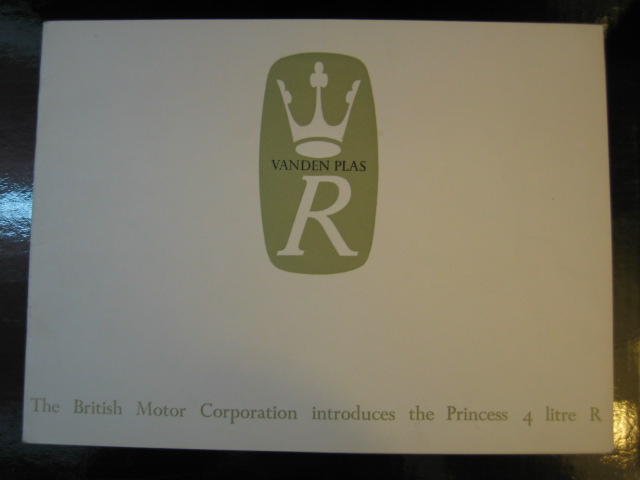 VANDEN PLAS
R
The British Motor Corporation introduces the Princess 4 litre R